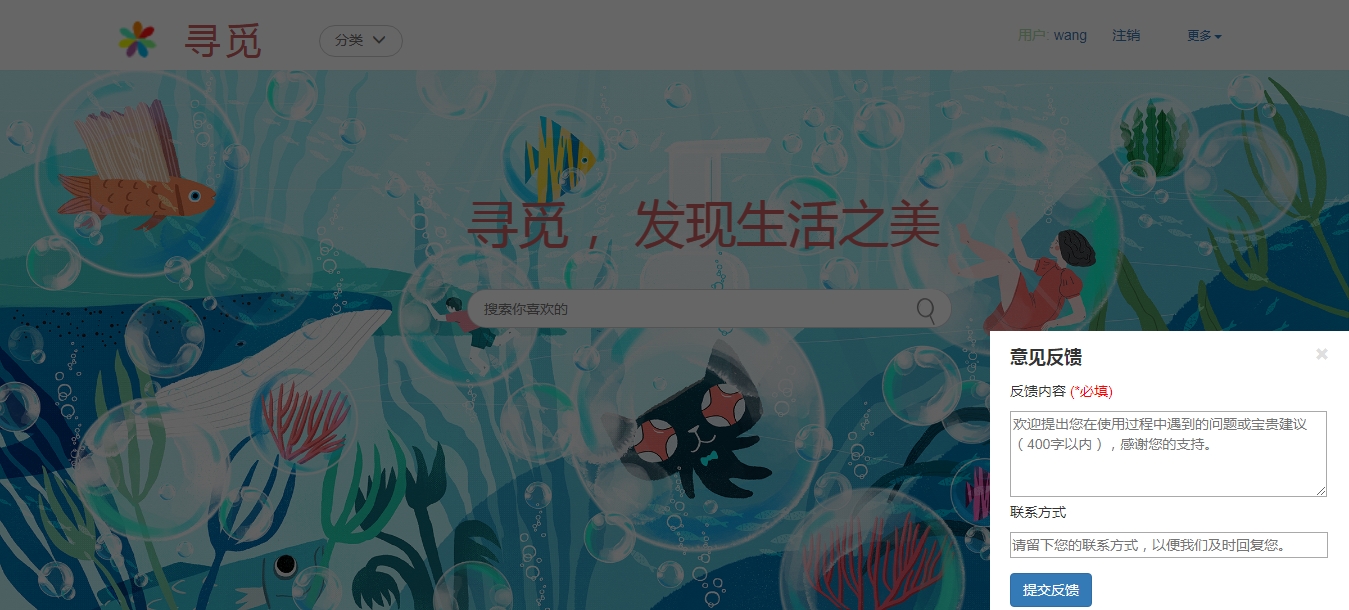 寻觅
分类
用户: wang
注销
更多
寻觅，发现生活之美
搜索你喜欢的
意见反馈
反馈内容 (*必填)
欢迎提出您在使用过程中遇到的问题或宝贵建议
（400字以内），感谢您的支持。
联系方式
请留下您的联系方式，以便我们及时回复您。
提交反馈